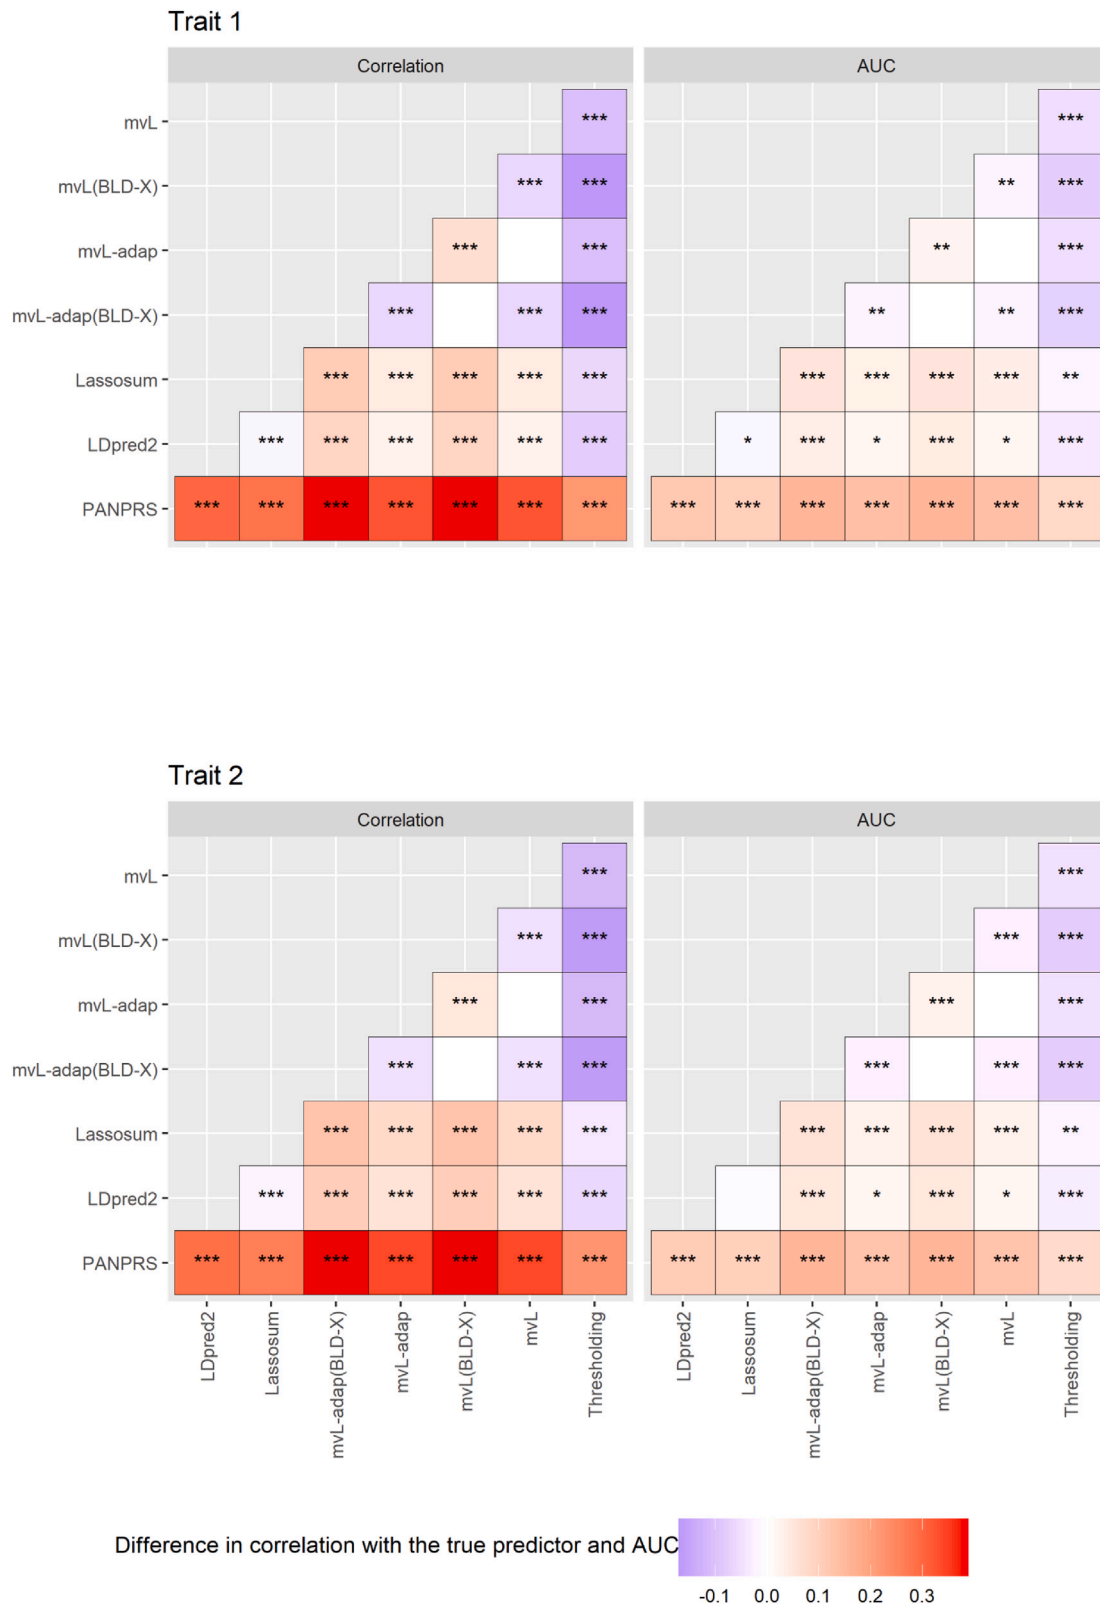 Trait 1
Correlation AUC
mvL *** ***
mvL(BLD-X) *** *** ** ***
mvL-adap *** *** ** ***
mvL-adap(BLD-X) *** *** *** ** ** ***
Lassosum *** *** *** *** *** *** *** *** *** **
LDpred2 *** *** *** *** *** *** * *** * *** * ***
PANPRS *** *** *** *** *** *** *** *** *** *** *** *** *** ***
Trait 2
Correlation AUC
mvL *** ***
mvL(BLD-X) *** *** *** ***
mvL-adap *** *** *** ***
mvL-adap(BLD-X) *** *** *** *** *** ***
Lassosum *** *** *** *** *** *** *** *** *** **
LDpred2 *** *** *** *** *** *** *** * *** * ***
PANPRS *** *** *** *** *** *** *** *** *** *** *** *** *** ***
LDpred2
Lassosum
mvL-adap(BLD-X)
mvL-adap
mvL(BLD-X)
mvL
Thresholding
LDpred2
Lassosum
mvL-adap(BLD-X)
mvL-adap
mvL(BLD-X)
mvL
Thresholding
Difference in correlation with the true predictor and AUC
-0.1 0.0 0.1 0.2 0.3